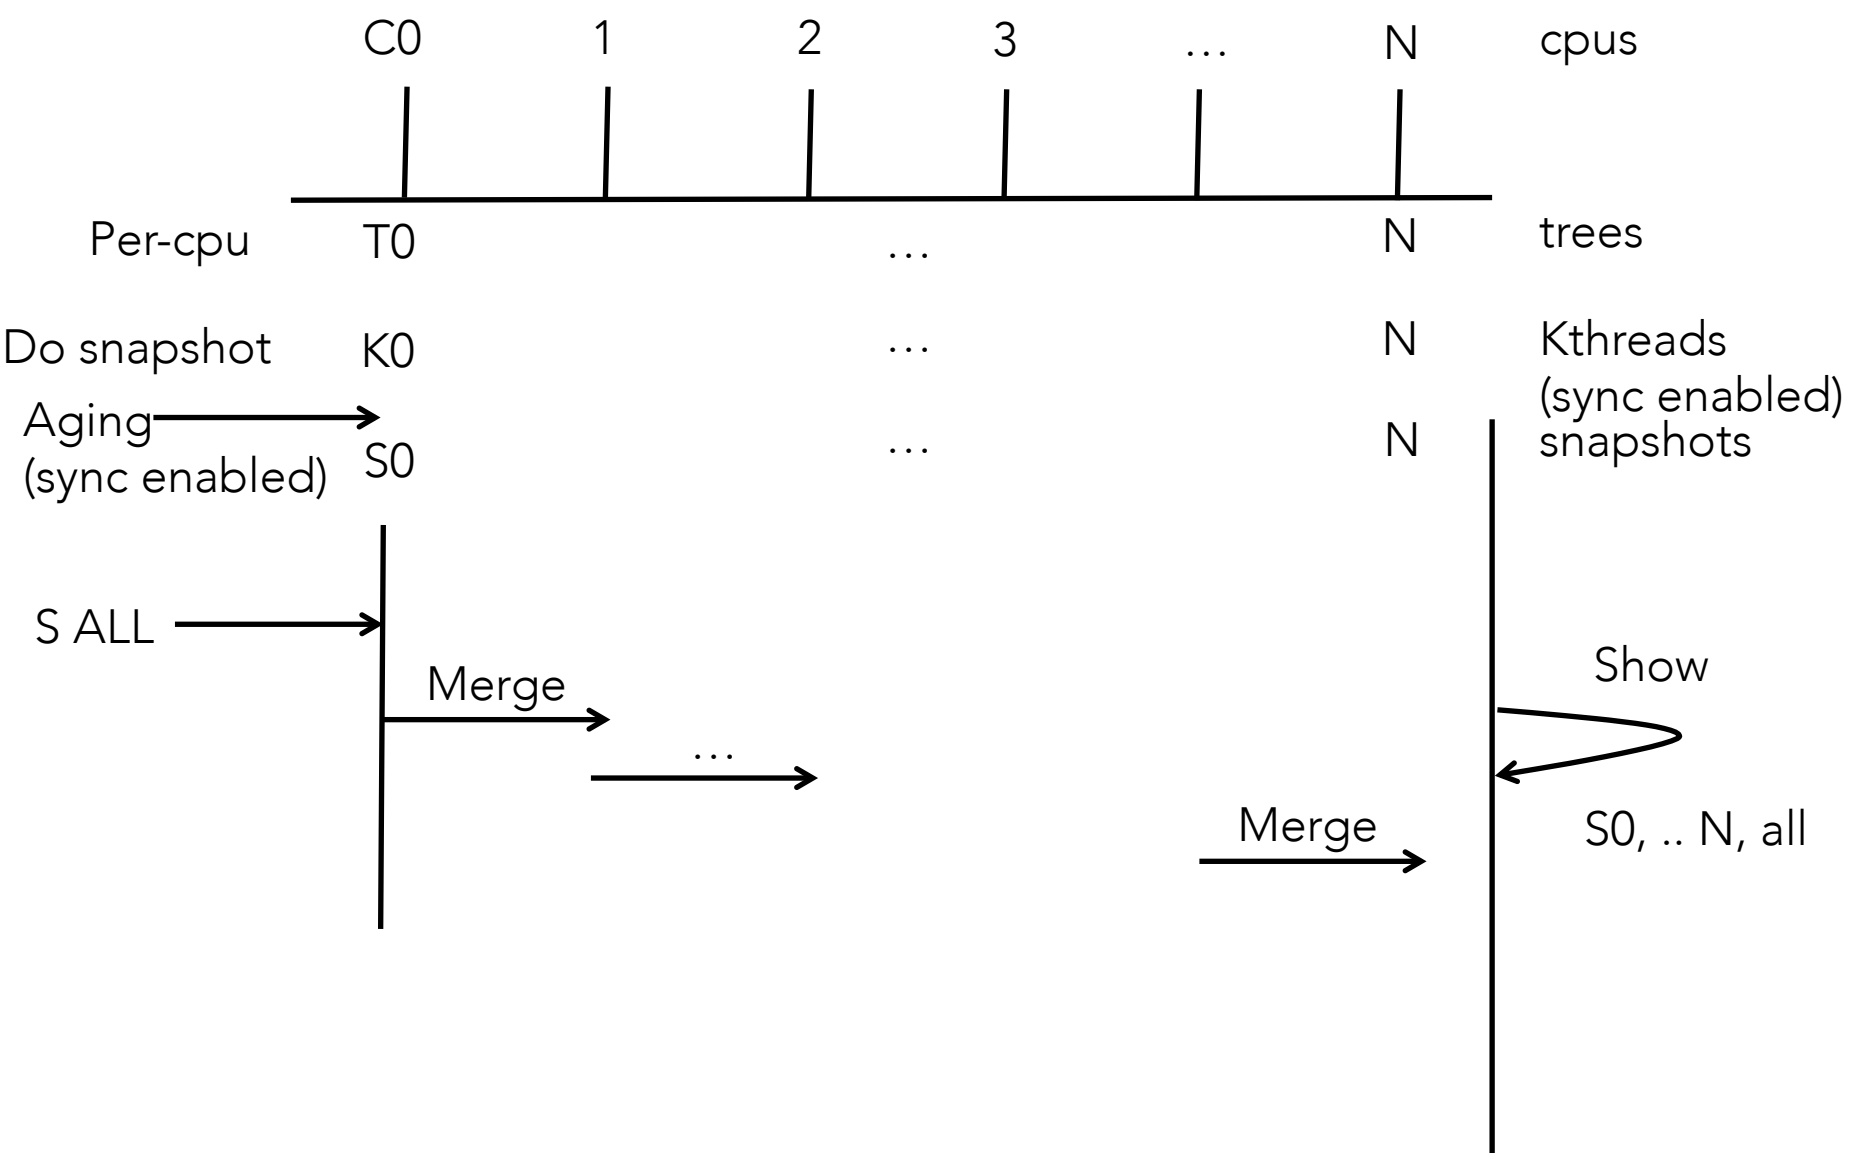 C0 1 2 3 ... N cpus
Per-cpu T0 ... N trees
Do snapshot K0 ... N Kthreads
(sync enabled)
Aging
S0 ... N snapshots
(sync enabled)
S ALL
Merge
Show
...
Merge
S0, .. N, all